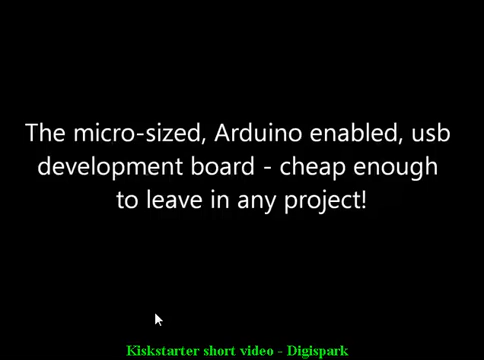 The micro-sized, Arduino enabled, usb
development board - cheap enough
to leave in any project!
Kiskstarter short video - Digispark